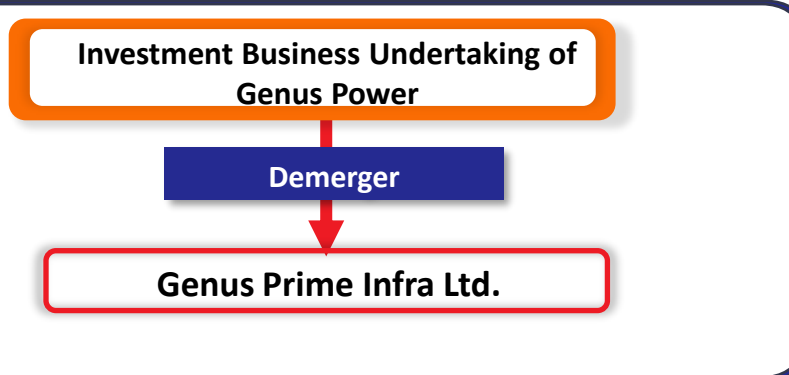 Investment Business Undertaking of
Genus Power
Demerger
Genus Prime Infra Ltd.